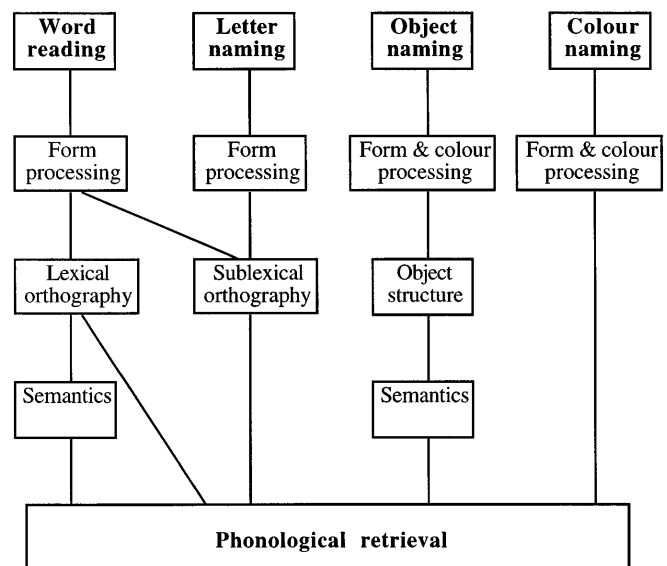 Word
reading
Letter
naming
Object
naming
Colour
naming
Form
processing
Form
processing
Form & colour
processing
Form & colour
processing
Lexical
orthography
Sublexical
orthography
Object
structure
Semantics
Semantics
Phonological retrieval